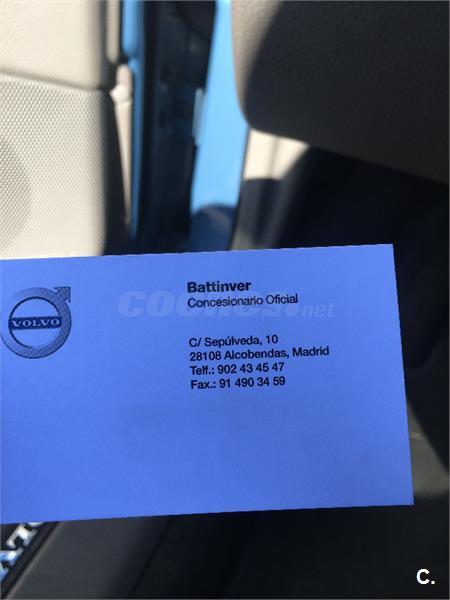 Battinver
Concesionario Oficial
VOLVO
coches.net
C/ Sepúlveda, 10
28108 Alcobendas, Madrid
Telf.: 902 43 45 47
Fax.: 91 490 34 59
C.